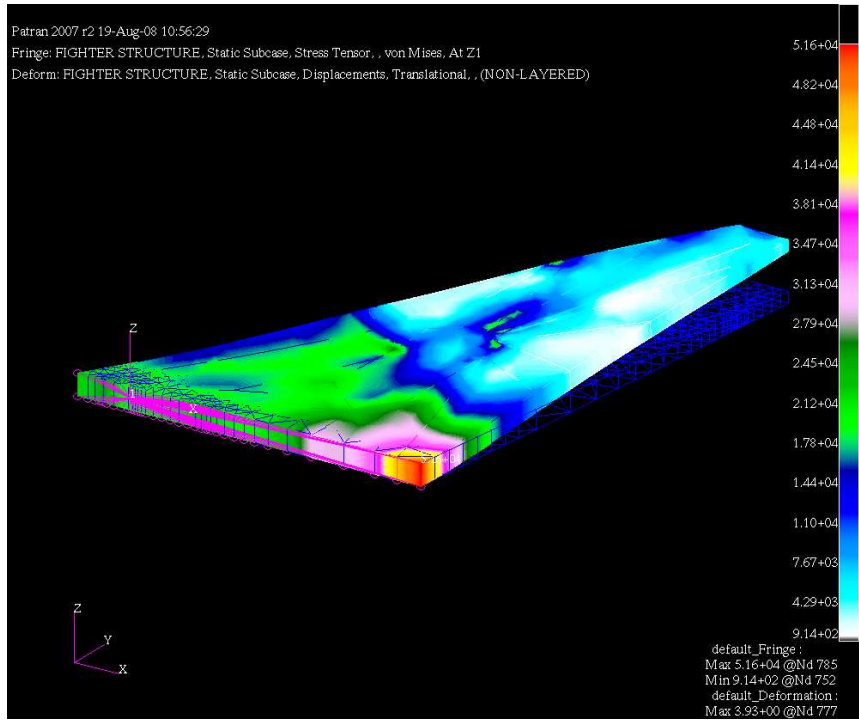 Patran 2007 r2 19-Aug-08 10:56:29
Fringe: FIGHTER STRUCTURE, Static Subcase, Stress Tensor, , von Mises, At Z1
Deform: FIGHTER STRUCTURE, Static Subcase, Displacements, Translational, , (NON-LAYERED)
5.16+04
4.82+04
4.48+04
4.14+04
3.81+04
3.47+04
3.13+04
2.79+04
2.45+04
2.12+04
1.78+04
1.44+04
1.10+04
7.67+03
4.29+03
9.14+02
Z
X
Z
Y
X
default_Fringe :
Max 5.16+04 @Nd 785
Min 9.14+02 @Nd 752
default_Deformation :
Max 3.93+00 @Nd 777